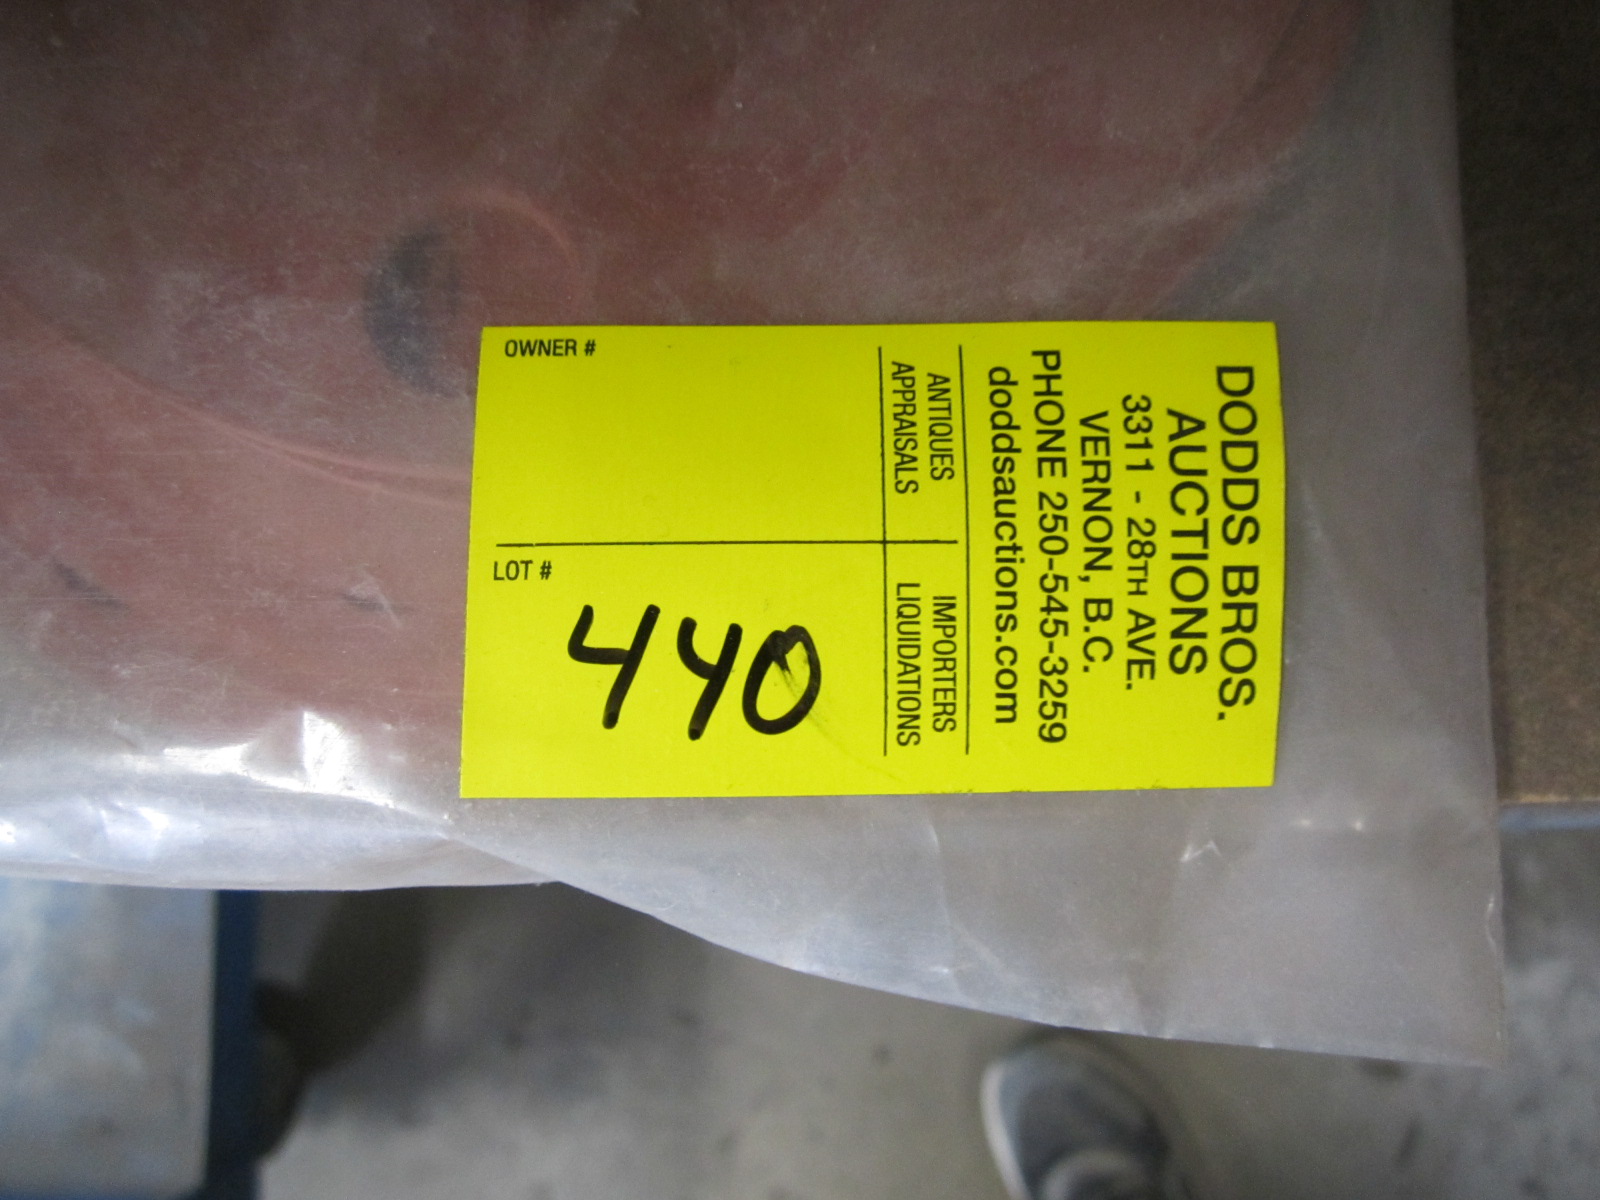 DODDS BROS.
AUCTIONS
3311 - 28TH AVE.
VERNON, B.C.
PHONE 250-545-3259
doddsauctions.com
ANTIQUES
APPRAISALS
IMPORTERS
LIQUIDATIONS
OWNER #
LOT #
440